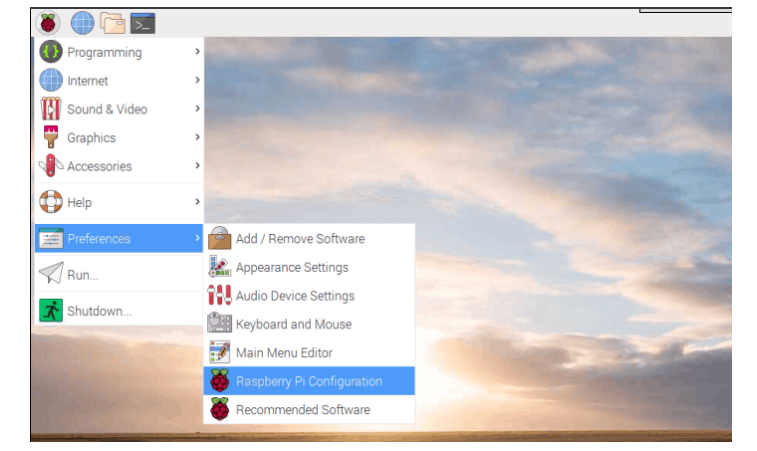 Programming
Internet
Sound & Video
Graphics
Accessories
Help
Preferences
Run...
Shutdown...
Add / Remove Software
Appearance Settings
Audio Device Settings
Keyboard and Mouse
Main Menu Editor
Raspberry Pi Configuration
Recommended Software